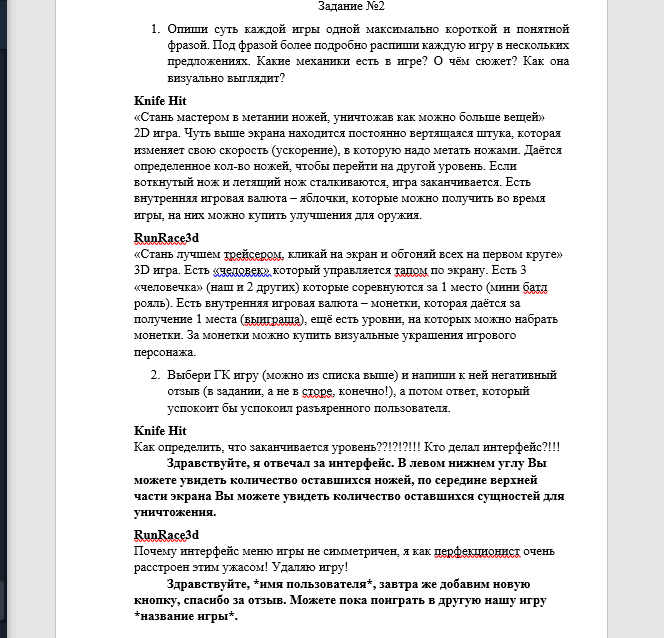 Задание №2
1. Опиши суть каждой игры одной максимально короткой и понятной
фразой. Под фразой более подробно распиши каждую игру в нескольких
предложениях. Какие механики есть в игре? О чём сюжет? Как она
визуально выглядит?
Knife Hit
«Стань мастером в метании ножей, уничтожав как можно больше вещей»
2D игра. Чуть выше экрана находится постоянно вертящаяся штука, которая
изменяет свою скорость (ускорение), в которую надо метать ножами. Даётся
определенное кол-во ножей, чтобы перейти на другой уровень. Если
воткнутый нож и летящий нож сталкиваются, игра заканчивается. Есть
внутренняя игровая валюта – яблочки, которые можно получить во время
игры, на них можно купить улучшения для оружия.
RunRace3d
«Стань лучшем трейсером, кликай на экран и обгоняй всех на первом круге»
3D игра. Есть «человек» который управляется тапом по экрану. Есть 3
«человечка» (наш и 2 других) которые соревнуются за 1 место (мини батл
рояль). Есть внутренняя игровая валюта – монетки, которая даётся за
получение 1 места (выиграша), ещё есть уровни, на которых можно набрать
монетки. За монетки можно купить визуальные украшения игрового
персонажа.
2. Выбери ГК игру (можно из списка выше) и напиши к ней негативный
отзыв (в задании, а не в сторе, конечно!), а потом ответ, который
успокоит бы успокоил разъяренного пользователя.
Knife Hit
Как определить, что заканчивается уровень??!?!?!!! Кто делал интерфейс?!!!
Здравствуйте, я отвечал за интерфейс. В левом нижнем углу Вы
можете увидеть количество оставшихся ножей, по середине верхней
части экрана Вы можете увидеть количество оставшихся сущностей для
уничтожения.
RunRace3d
Почему интерфейс меню игры не симметричен, я как перфекционист очень
расстроен этим ужасом! Удаляю игру!
Здравствуйте, *имя пользователя*, завтра же добавим новую
кнопку, спасибо за отзыв. Можете пока поиграть в другую нашу игру
*название игры*.